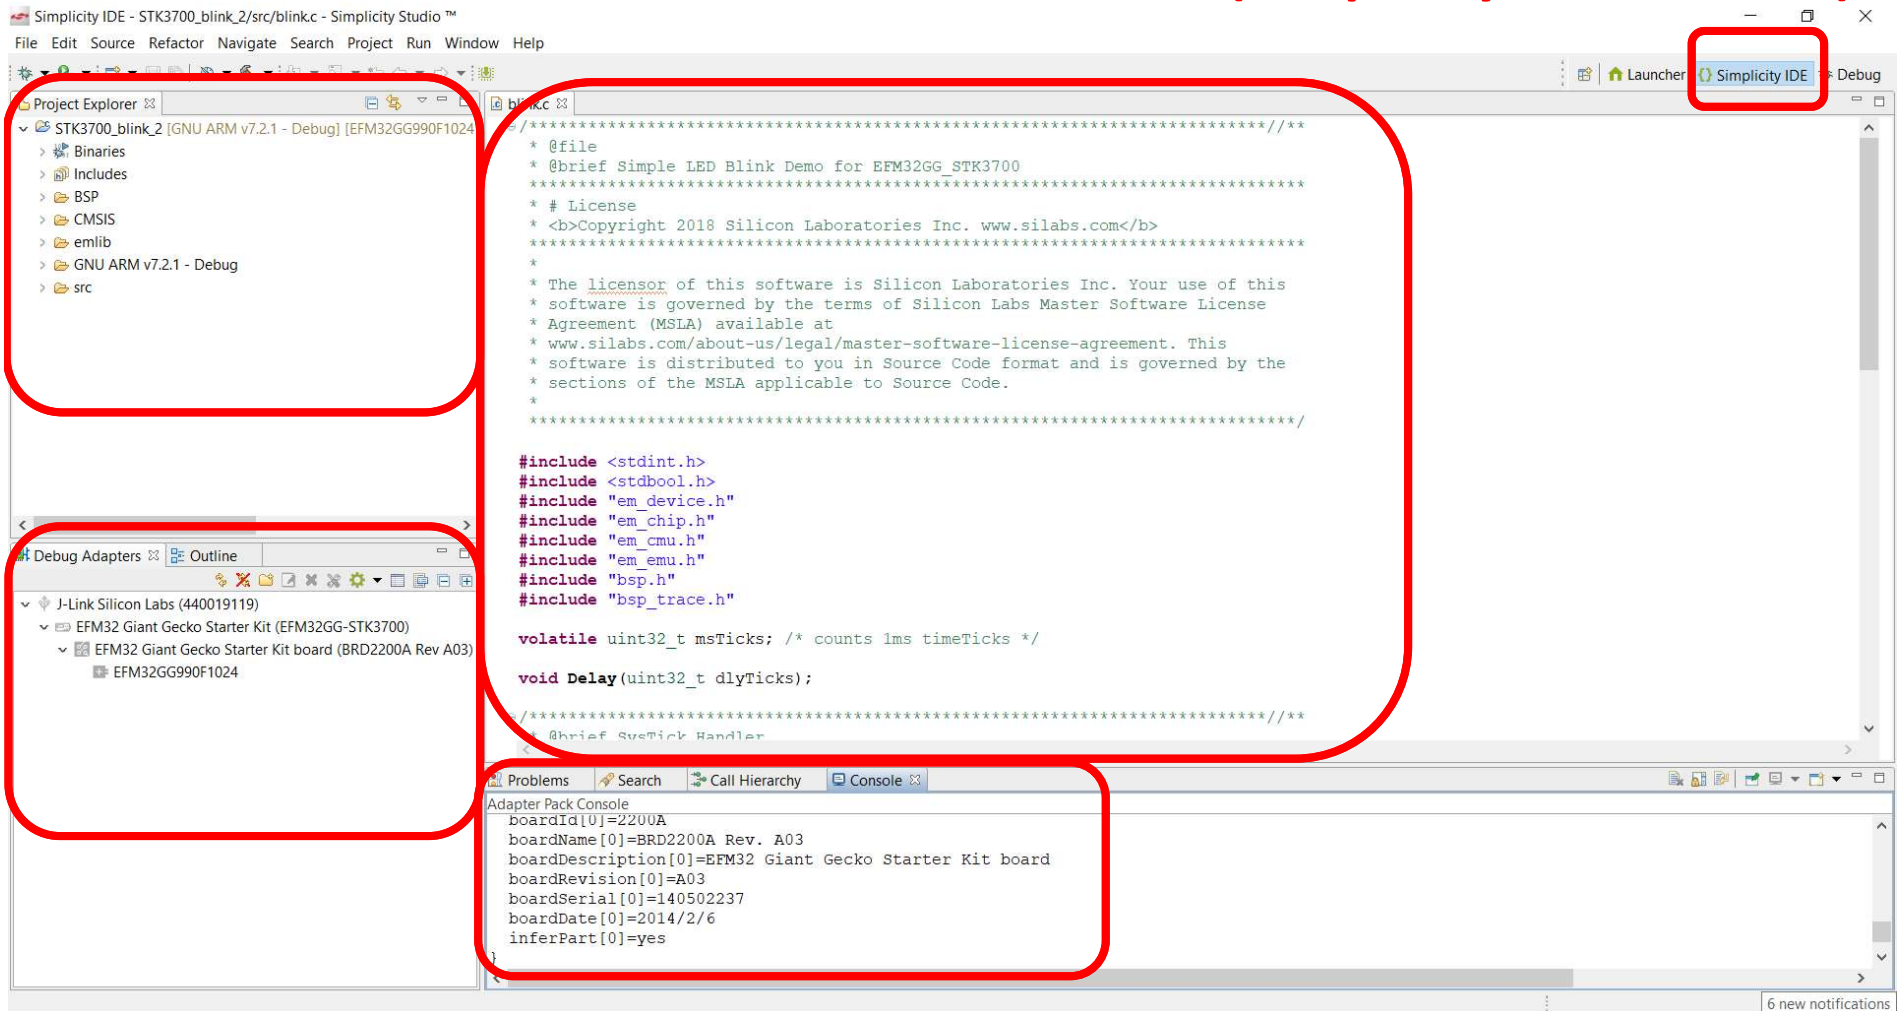 Simplicity IDE - STK3700_blink_2/src/blink.c - Simplicity Studio ™
File Edit Source Refactor Navigate Search Project Run Window Help
Launcher {} Simplicity IDE Debug
Project Explorer
STK3700_blink_2 [GNU ARM v7.2.1 - Debug] [EFM32GG990F1024
Binaries
Includes
BSP
CMSIS
emlib
GNU ARM v7.2.1 - Debug
src
Debug Adapters Outline
J-Link Silicon Labs (440019119)
EFM32 Giant Gecko Starter Kit (EFM32GG-STK3700)
EFM32 Giant Gecko Starter Kit board (BRD2200A Rev A03)
EFM32GG990F1024
blink.c
/***************************************************************************//**
* @file
* @brief Simple LED Blink Demo for EFM32GG_STK3700
*******************************************************************************
* # License
* <b>Copyright 2018 Silicon Laboratories Inc. www.silabs.com</b>
*******************************************************************************
*
* The licensor of this software is Silicon Laboratories Inc. Your use of this
* software is governed by the terms of Silicon Labs Master Software License
* Agreement (MSLA) available at
* www.silabs.com/about-us/legal/master-software-license-agreement. This
* software is distributed to you in Source Code format and is governed by the
* sections of the MSLA applicable to Source Code.
*
******************************************************************************/
#include <stdint.h>
#include <stdbool.h>
#include "em_device.h"
#include "em_chip.h"
#include "em_cmu.h"
#include "em_emu.h"
#include "bsp.h"
#include "bsp_trace.h"
volatile uint32_t msTicks; /* counts 1ms timeTicks */
void Delay(uint32_t dlyTicks);
/***************************************************************************//**
* @brief SysTick Handler
Problems Search Call Hierarchy Console
Adapter Pack Console
boardId[0]=2200A
boardName[0]=BRD2200A Rev. A03
boardDescription[0]=EFM32 Giant Gecko Starter Kit board
boardRevision[0]=A03
boardSerial[0]=140502237
boardDate[0]=2014/2/6
inferPart[0]=yes
}
6 new notifications